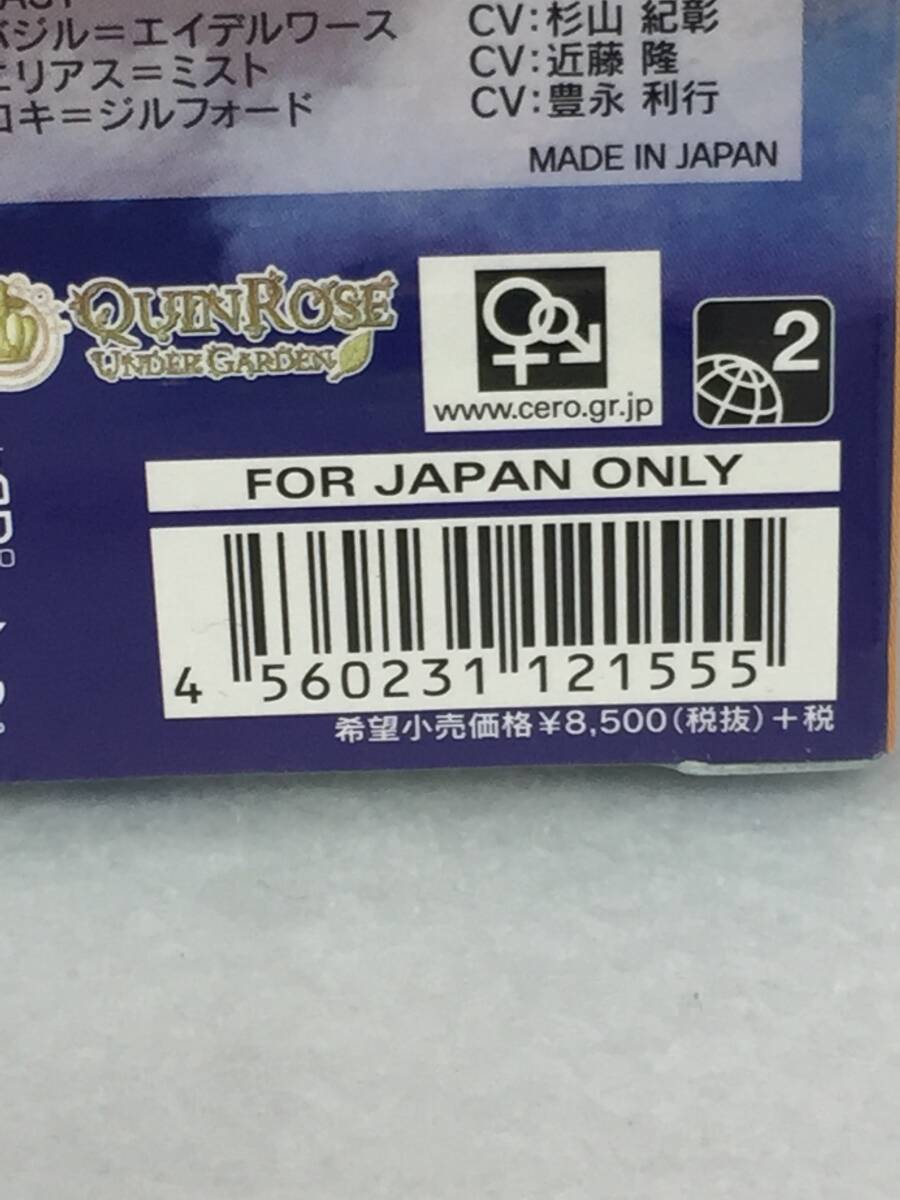 バジル=エイデルワース CV:杉山 紀彰
エリアス=ミスト CV:近藤 隆
ロキ=ジルフォード CV:豊永 利行
MADE IN JAPAN
QUINROSE
UNDER GARDEN
www.cero.gr.jp
2
FOR JAPAN ONLY
4 560231 121555
希望小売価格¥8,500(税抜)+税